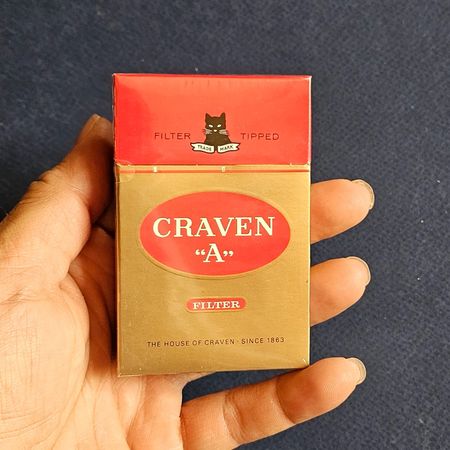 FILTER TIPPED
TRADE MARK
CRAVEN
“A”
FILTER
THE HOUSE OF CRAVEN · SINCE 1863